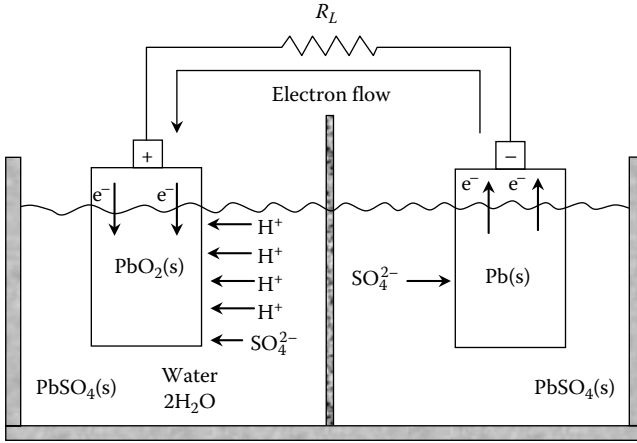 R_L
Electron flow
+
−
e⁻ e⁻
e⁻ e⁻
H⁺
H⁺
PbO₂(s)
H⁺
SO₄²⁻
Pb(s)
H⁺
SO₄²⁻
PbSO₄(s)
Water
2H₂O
PbSO₄(s)